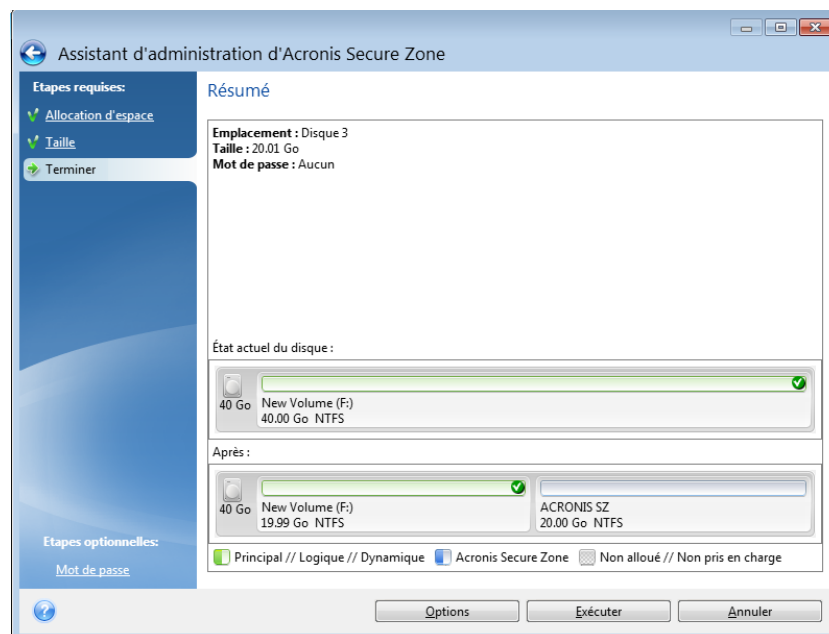 Assistant d'administration d'Acronis Secure Zone
Etapes requises:
Allocation d'espace
Taille
Terminer
Résumé
Emplacement : Disque 3
Taille : 20.01 Go
Mot de passe : Aucun
État actuel du disque :
40 Go
New Volume (F:)
40.00 Go NTFS
Après :
40 Go
New Volume (F:)
19.99 Go NTFS
ACRONIS SZ
20.00 Go NTFS
Principal // Logique // Dynamique
Acronis Secure Zone
Non alloué // Non pris en charge
Etapes optionnelles:
Mot de passe
Options
Exécuter
Annuler